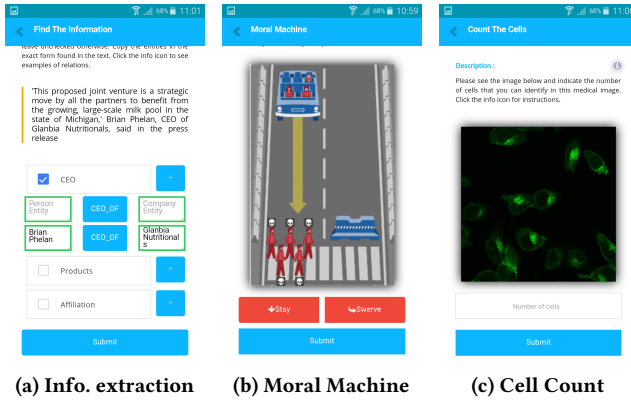 68% 11:01
Find The Information
leave unchecked otherwise. Copy the entities in the
exact form found in the text. Click the info icon to see
examples of relations.
'This proposed joint venture is a strategic
move by all the partners to benefit from
the growing, large-scale milk pool in the
state of Michigan,' Brian Phelan, CEO of
Glanbia Nutritionals, said in the press
release
CEO
+
Person
Entity
CEO_OF
Company
Entity
Brian
Phelan
CEO_OF
Glanbia
Nutritional
s
Products
+
Affiliation
+
Submit
(a) Info. extraction
68% 10:59
Moral Machine
Stay
Swerve
Submit
(b) Moral Machine
68% 11:00
Count The Cells
Description :
i
Please see the image below and indicate the number
of cells that you can identify in this medical image.
Click the info icon for instructions.
Number of cells
Submit
(c) Cell Count